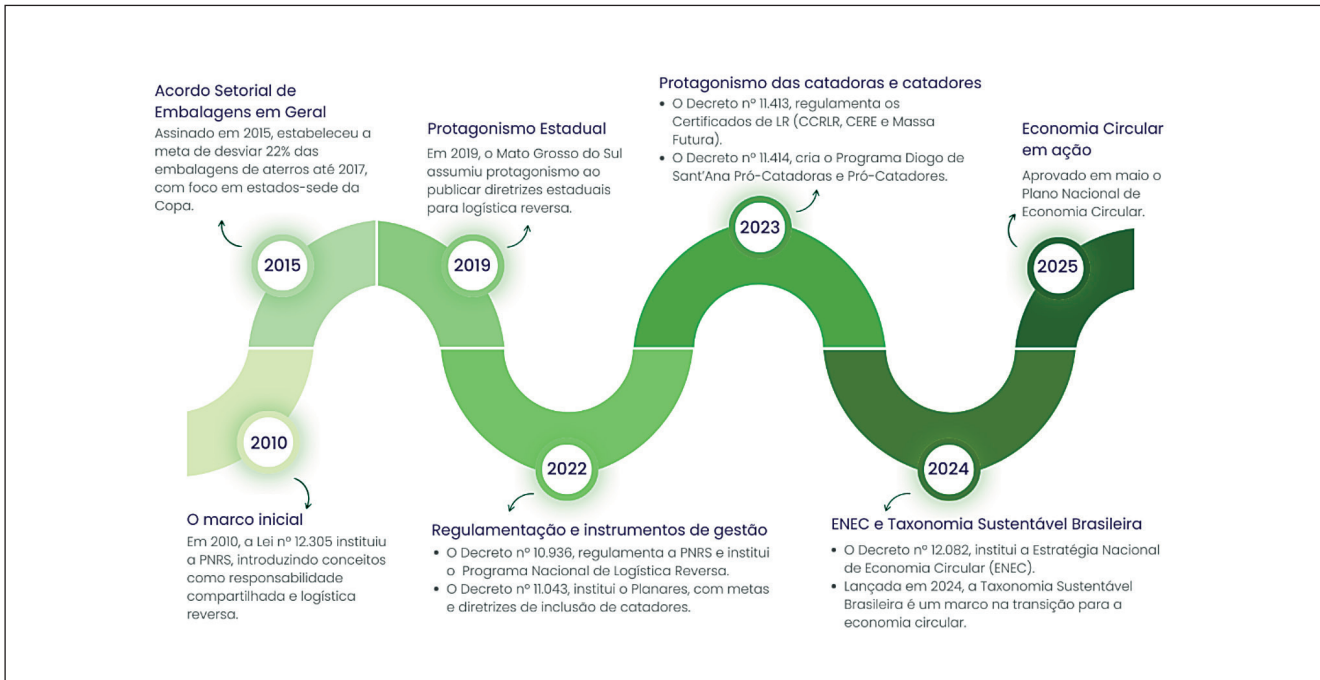 Acordo Setorial de
Embalagens em Geral
Assinado em 2015, estabeleceu a
meta de desviar 22% das
embalagens de aterros até 2017,
com foco em estados-sede da
Copa.
2015
Protagonismo Estadual
Em 2019, o Mato Grosso do Sul
assumiu protagonismo ao
publicar diretrizes estaduais
para logística reversa.
2019
Protagonismo das catadoras e catadores
• O Decreto nº 11.413, regulamenta os
Certificados de LR (CCRLR, CERE e Massa
Futura).
• O Decreto nº 11.414, cria o Programa Diogo de
Sant'Ana Pró-Catadoras e Pró-Catadores.
2023
Economia Circular
em ação
Aprovado em maio o
Plano Nacional de
Economia Circular.
2025
2010
O marco inicial
Em 2010, a Lei nº 12.305 instituiu
a PNRS, introduzindo conceitos
como responsabilidade
compartilhada e logística
reversa.
2022
Regulamentação e instrumentos de gestão
• O Decreto nº 10.936, regulamenta a PNRS e institui
o Programa Nacional de Logística Reversa.
• O Decreto nº 11.043, institui o Planares, com metas
e diretrizes de inclusão de catadores.
2024
ENEC e Taxonomia Sustentável Brasileira
• O Decreto nº 12.082, institui a Estratégia Nacional
de Economia Circular (ENEC).
• Lançada em 2024, a Taxonomia Sustentável
Brasileira é um marco na transição para a
economia circular.